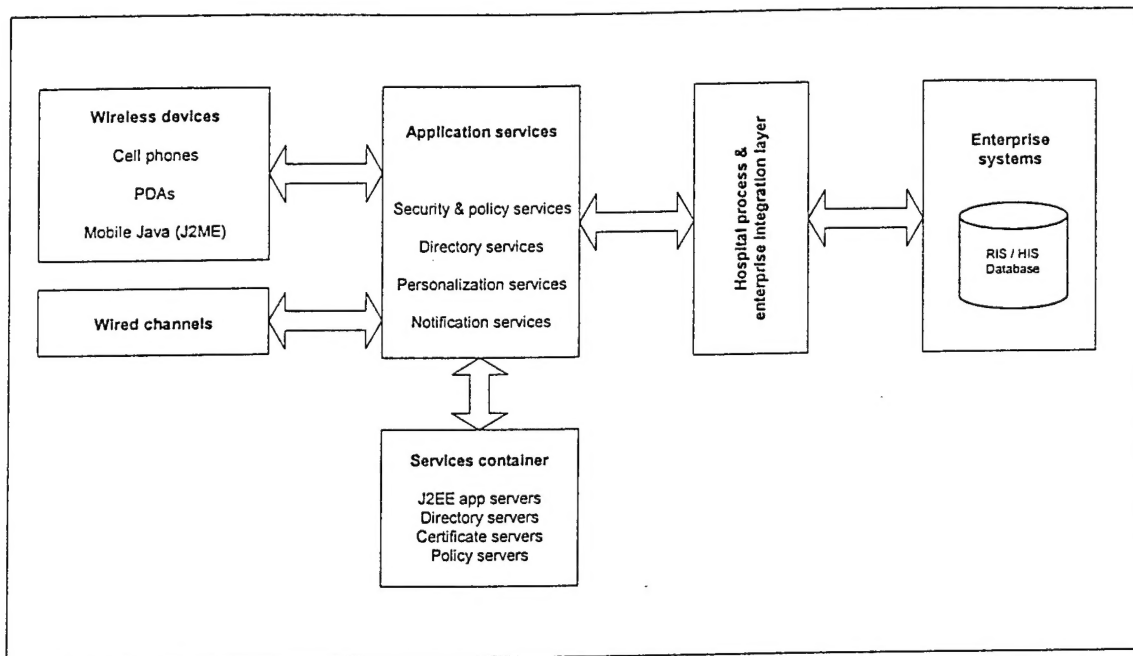 Wireless devices
Cell phones
PDAs
Mobile Java (J2ME)
Wired channels
Application services
Security & policy services
Directory services
Personalization services
Notification services
Services container
J2EE app servers
Directory servers
Certificate servers
Policy servers
Hospital process &
enterprise Integration layer
Enterprise
systems
RIS / HIS
Database